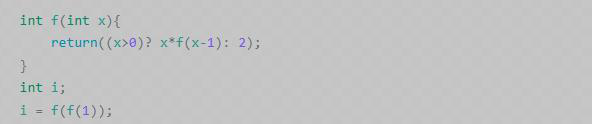 int f(int x){
    return((x>0)? x*f(x-1): 2);
}
int i;
i = f(f(1));